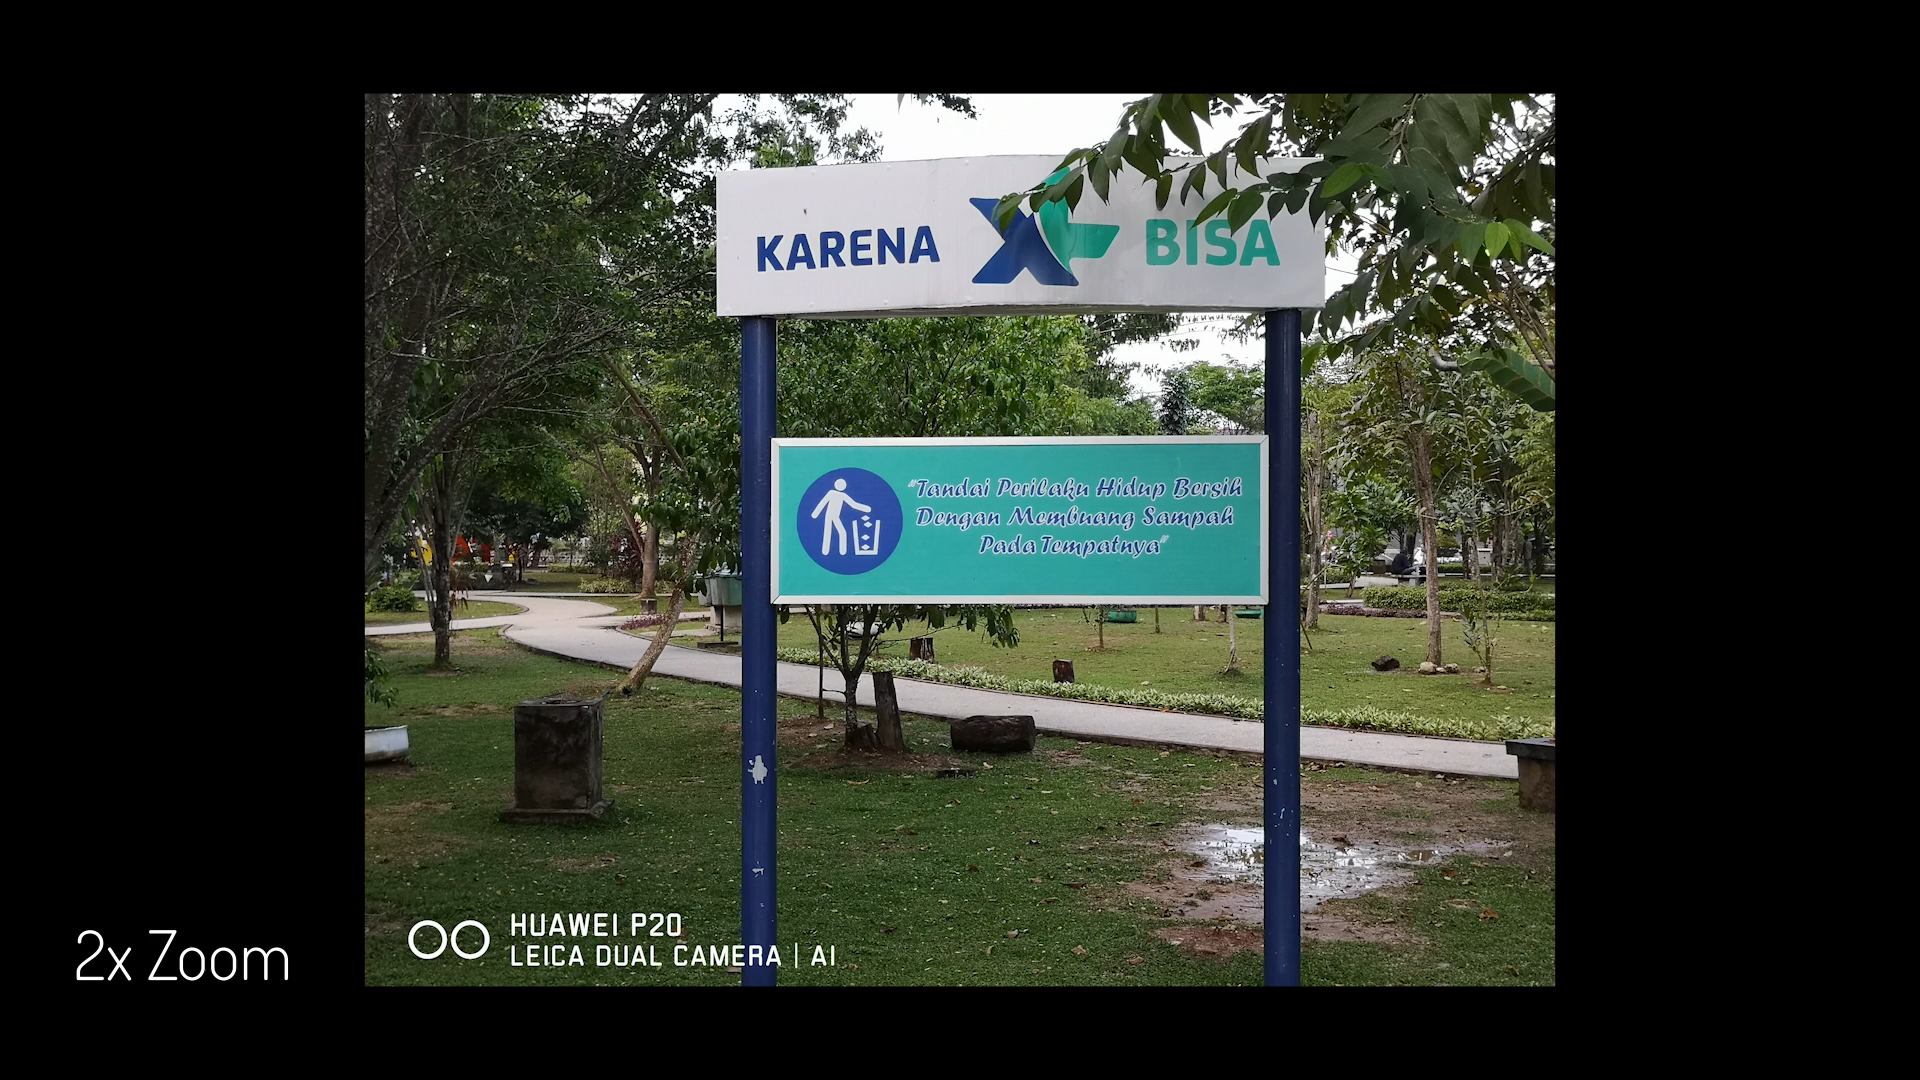 KARENA XL BISA
"Tandai Perilaku Hidup Bersih
Dengan Membuang Sampah
Pada Tempatnya"
HUAWEI P20
LEICA DUAL CAMERA | AI
2x Zoom